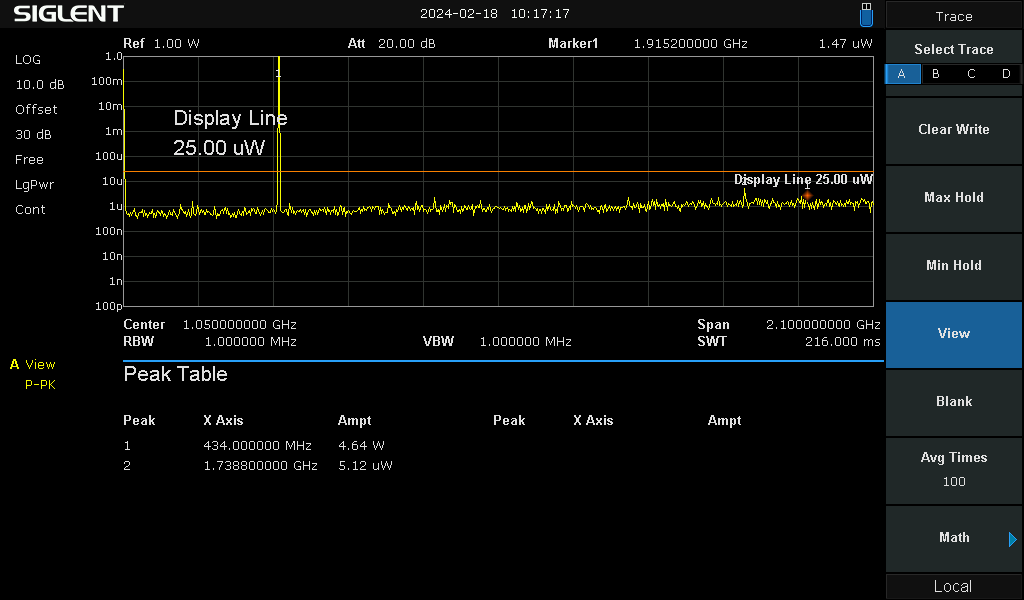 SIGLENT
2024-02-18 10:17:17
Trace
Ref 1.00 W Att 20.00 dB Marker1 1.915200000 GHz 1.47 uW
LOG
10.0 dB
Offset
30 dB
Free
LgPwr
Cont
1.0
100m
10m
1m
100u
10u
1u
100n
10n
1n
100p
1
Display Line
25.00 uW
Display Line 25.00 uW
2
1
Center 1.050000000 GHz Span 2.100000000 GHz
RBW 1.000000 MHz VBW 1.000000 MHz SWT 216.000 ms
A View
P-PK
Peak Table
Peak X Axis Ampt Peak X Axis Ampt
1 434.000000 MHz 4.64 W
2 1.738800000 GHz 5.12 uW
Select Trace
A B C D
Clear Write
Max Hold
Min Hold
View
Blank
Avg Times
100
Math
Local